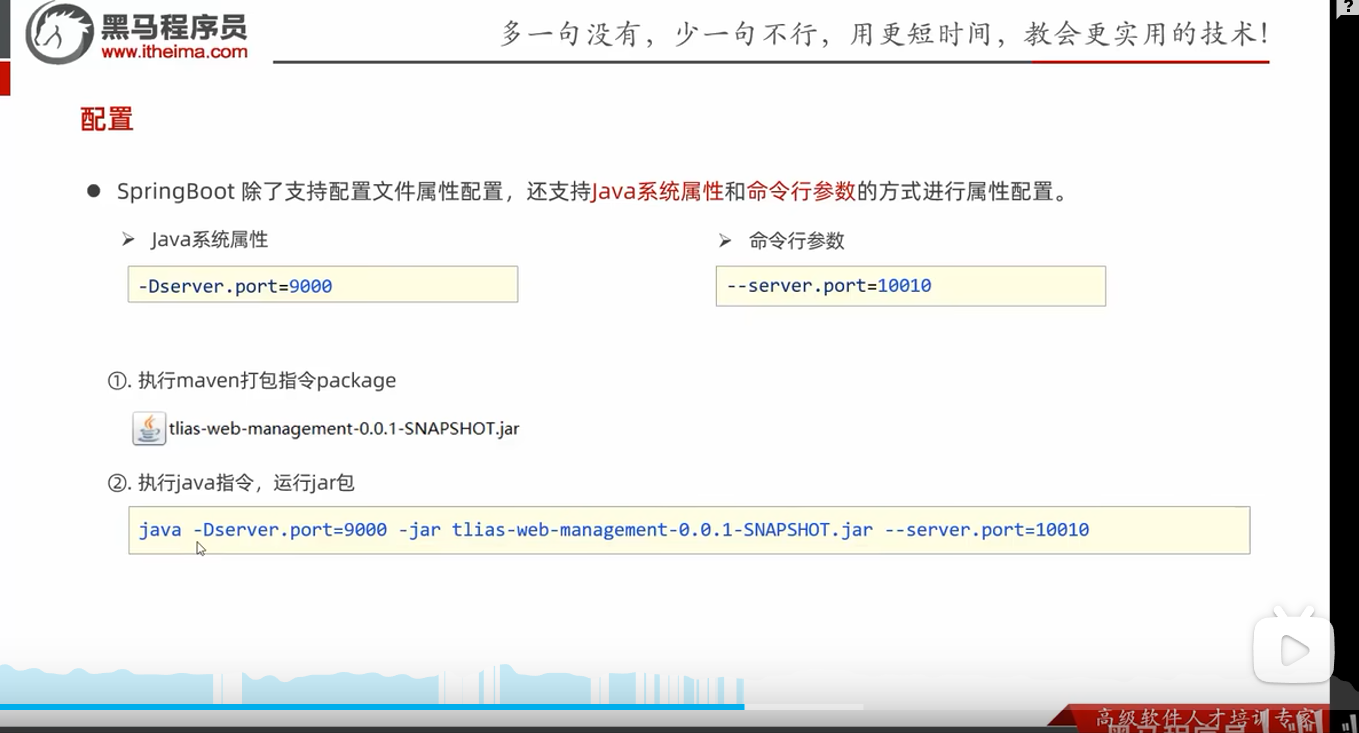 黑马程序员
www.itheima.com
多一句没有，少一句不行，用更短时间，教会更实用的技术！
?
配置
● SpringBoot 除了支持配置文件属性配置，还支持Java系统属性和命令行参数的方式进行属性配置。
➢ Java系统属性
-Dserver.port=9000
➢ 命令行参数
--server.port=10010
①. 执行maven打包指令package
tlias-web-management-0.0.1-SNAPSHOT.jar
②. 执行java指令，运行jar包
java -Dserver.port=9000 -jar tlias-web-management-0.0.1-SNAPSHOT.jar --server.port=10010
高级软件人才培训专家